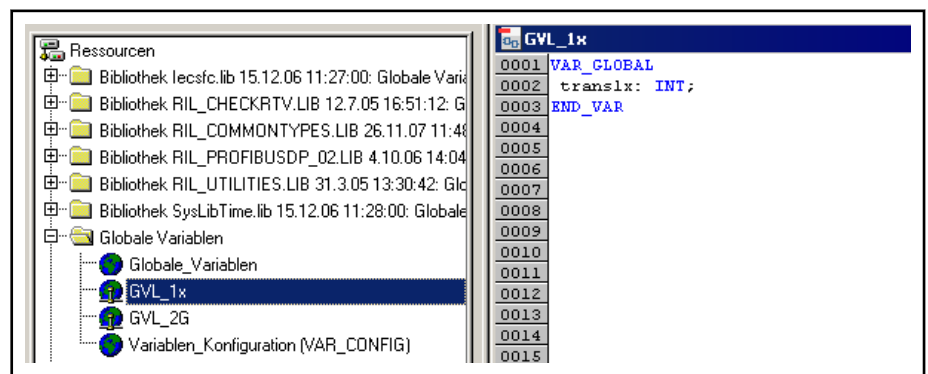 Ressourcen
Bibliothek Iecsfc.lib 15.12.06 11:27:00: Globale Varia
Bibliothek RIL_CHECKRTV.LIB 12.7.05 16:51:12: G
Bibliothek RIL_COMMONTYPES.LIB 26.11.07 11:48
Bibliothek RIL_PROFIBUSDP_02.LIB 4.10.06 14:04
Bibliothek RIL_UTILITIES.LIB 31.3.05 13:30:42: Glo
Bibliothek SysLibTime.lib 15.12.06 11:28:00: Globale
Globale Variablen
Globale_Variablen
GVL_1x
GVL_2G
Variablen_Konfiguration (VAR_CONFIG)
GVL_1x
0001 VAR_GLOBAL
0002 translx: INT;
0003 END_VAR
0004
0005
0006
0007
0008
0009
0010
0011
0012
0013
0014
0015